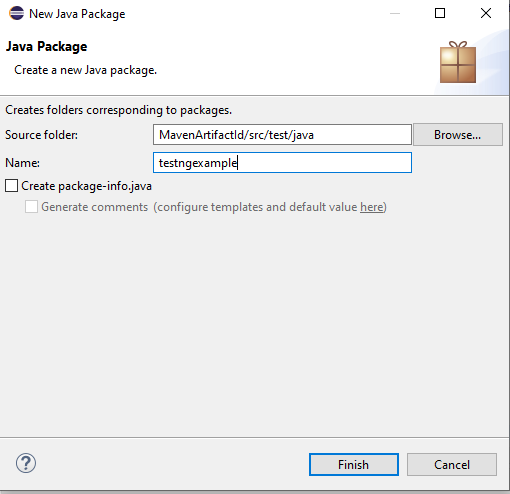 New Java Package
Java Package
Create a new Java package.
Creates folders corresponding to packages.
Source folder: MavenArtifactId/src/test/java Browse...
Name: testngexample
Create package-info.java
Generate comments (configure templates and default value here)
? Finish Cancel